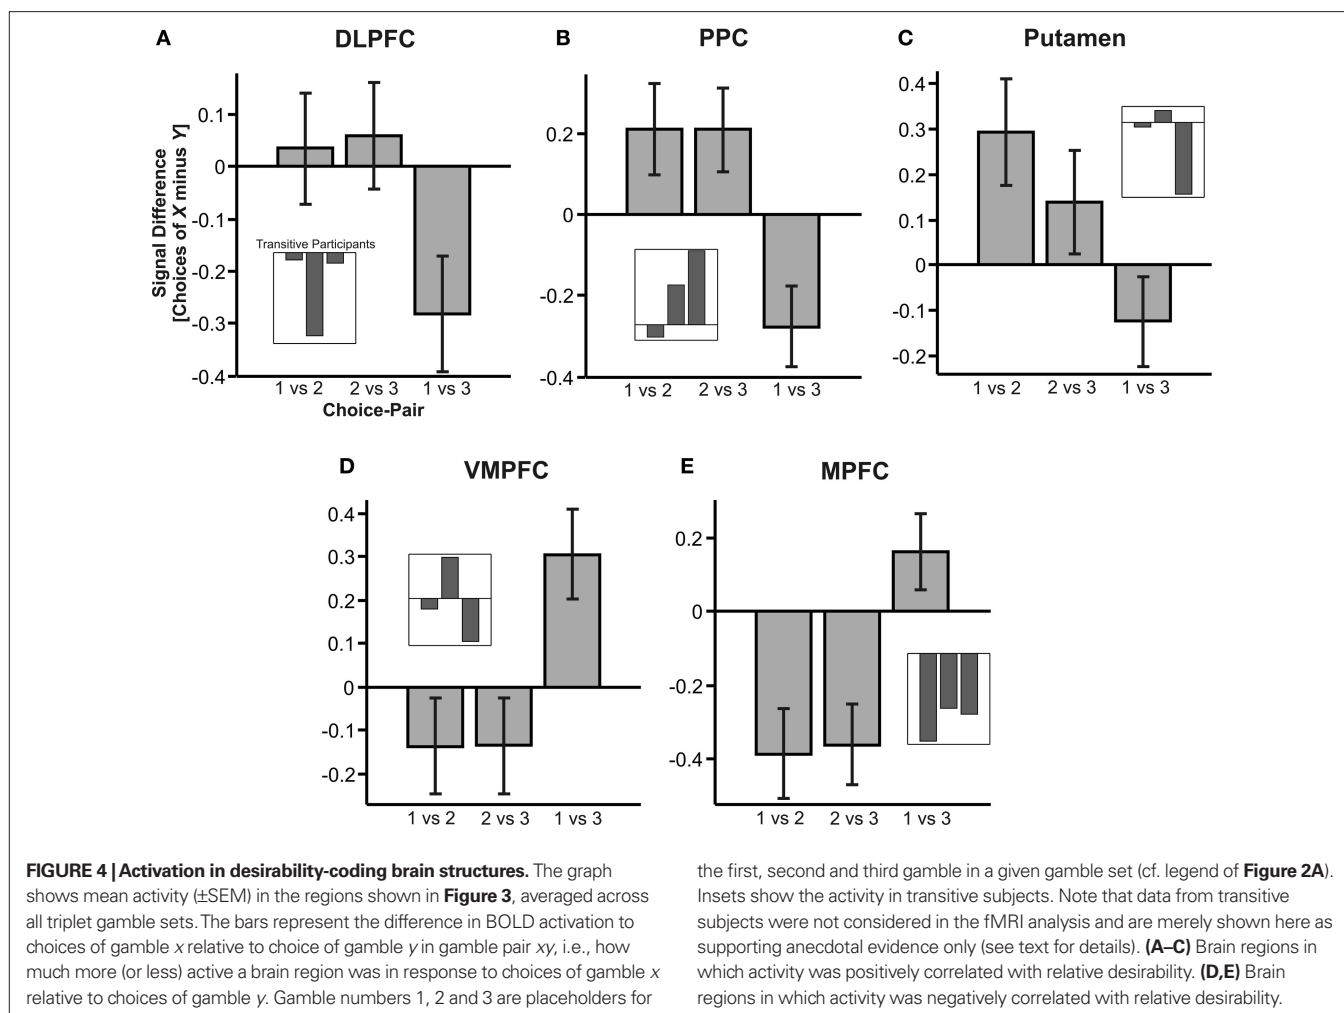 A
DLPFC
Signal Difference
[Choices of X minus Y]
0.1
0
-0.1
-0.2
-0.3
-0.4
Transitive Participants
1 vs 2
2 vs 3
1 vs 3
Choice-Pair
B
PPC
0.2
0
-0.2
-0.4
1 vs 2
2 vs 3
1 vs 3
C
Putamen
0.4
0.3
0.2
0.1
0
-0.1
-0.2
1 vs 2
2 vs 3
1 vs 3
D
VMPFC
0.4
0.3
0.2
0.1
0
-0.1
-0.2
1 vs 2
2 vs 3
1 vs 3
E
MPFC
0.2
0
-0.2
-0.4
1 vs 2
2 vs 3
1 vs 3
FIGURE 4 | Activation in desirability-coding brain structures. The graph
shows mean activity (±SEM) in the regions shown in Figure 3, averaged across
all triplet gamble sets. The bars represent the difference in BOLD activation to
choices of gamble x relative to choice of gamble y in gamble pair xy, i.e., how
much more (or less) active a brain region was in response to choices of gamble x
relative to choices of gamble y. Gamble numbers 1, 2 and 3 are placeholders for
the first, second and third gamble in a given gamble set (cf. legend of Figure 2A).
Insets show the activity in transitive subjects. Note that data from transitive
subjects were not considered in the fMRI analysis and are merely shown here as
supporting anecdotal evidence only (see text for details). (A–C) Brain regions in
which activity was positively correlated with relative desirability. (D,E) Brain
regions in which activity was negatively correlated with relative desirability.